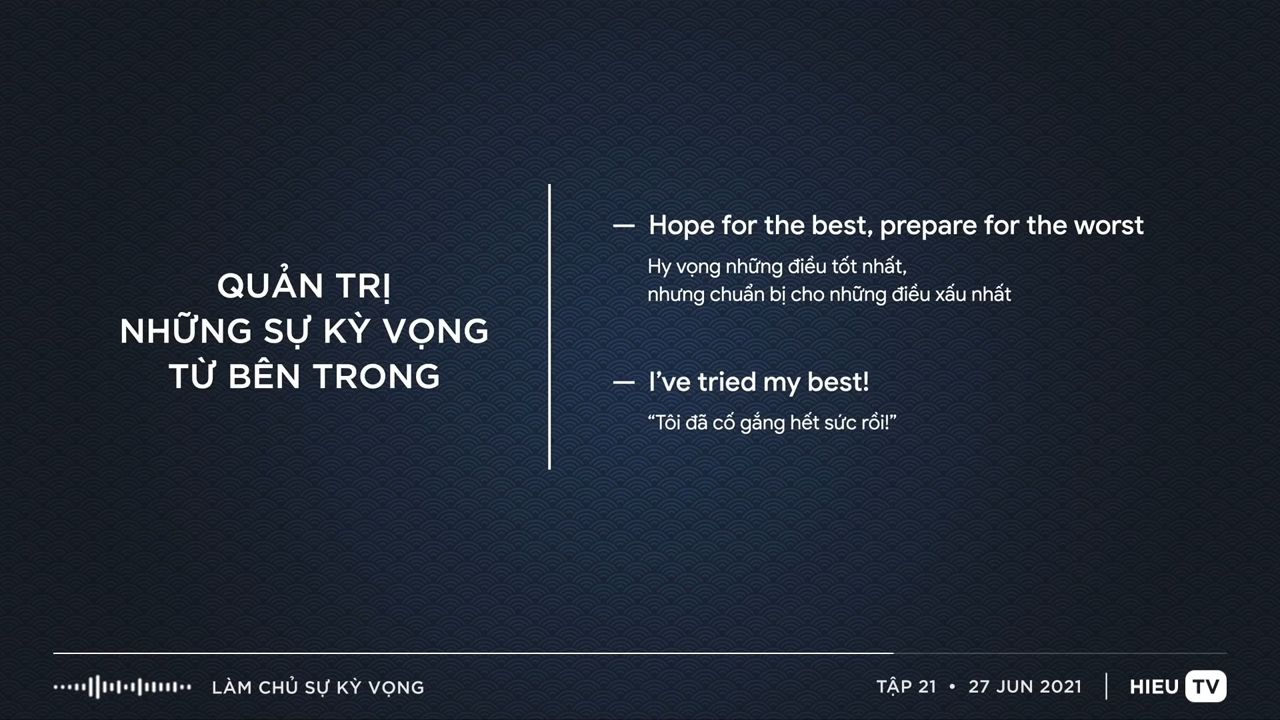 QUẢN TRỊ
NHỮNG SỰ KỲ VỌNG
TỪ BÊN TRONG
— Hope for the best, prepare for the worst
Hy vọng những điều tốt nhất,
nhưng chuẩn bị cho những điều xấu nhất
— I’ve tried my best!
“Tôi đã cố gắng hết sức rồi!”
LÀM CHỦ SỰ KỲ VỌNG
TẬP 21 • 27 JUN 2021 | HIEU TV